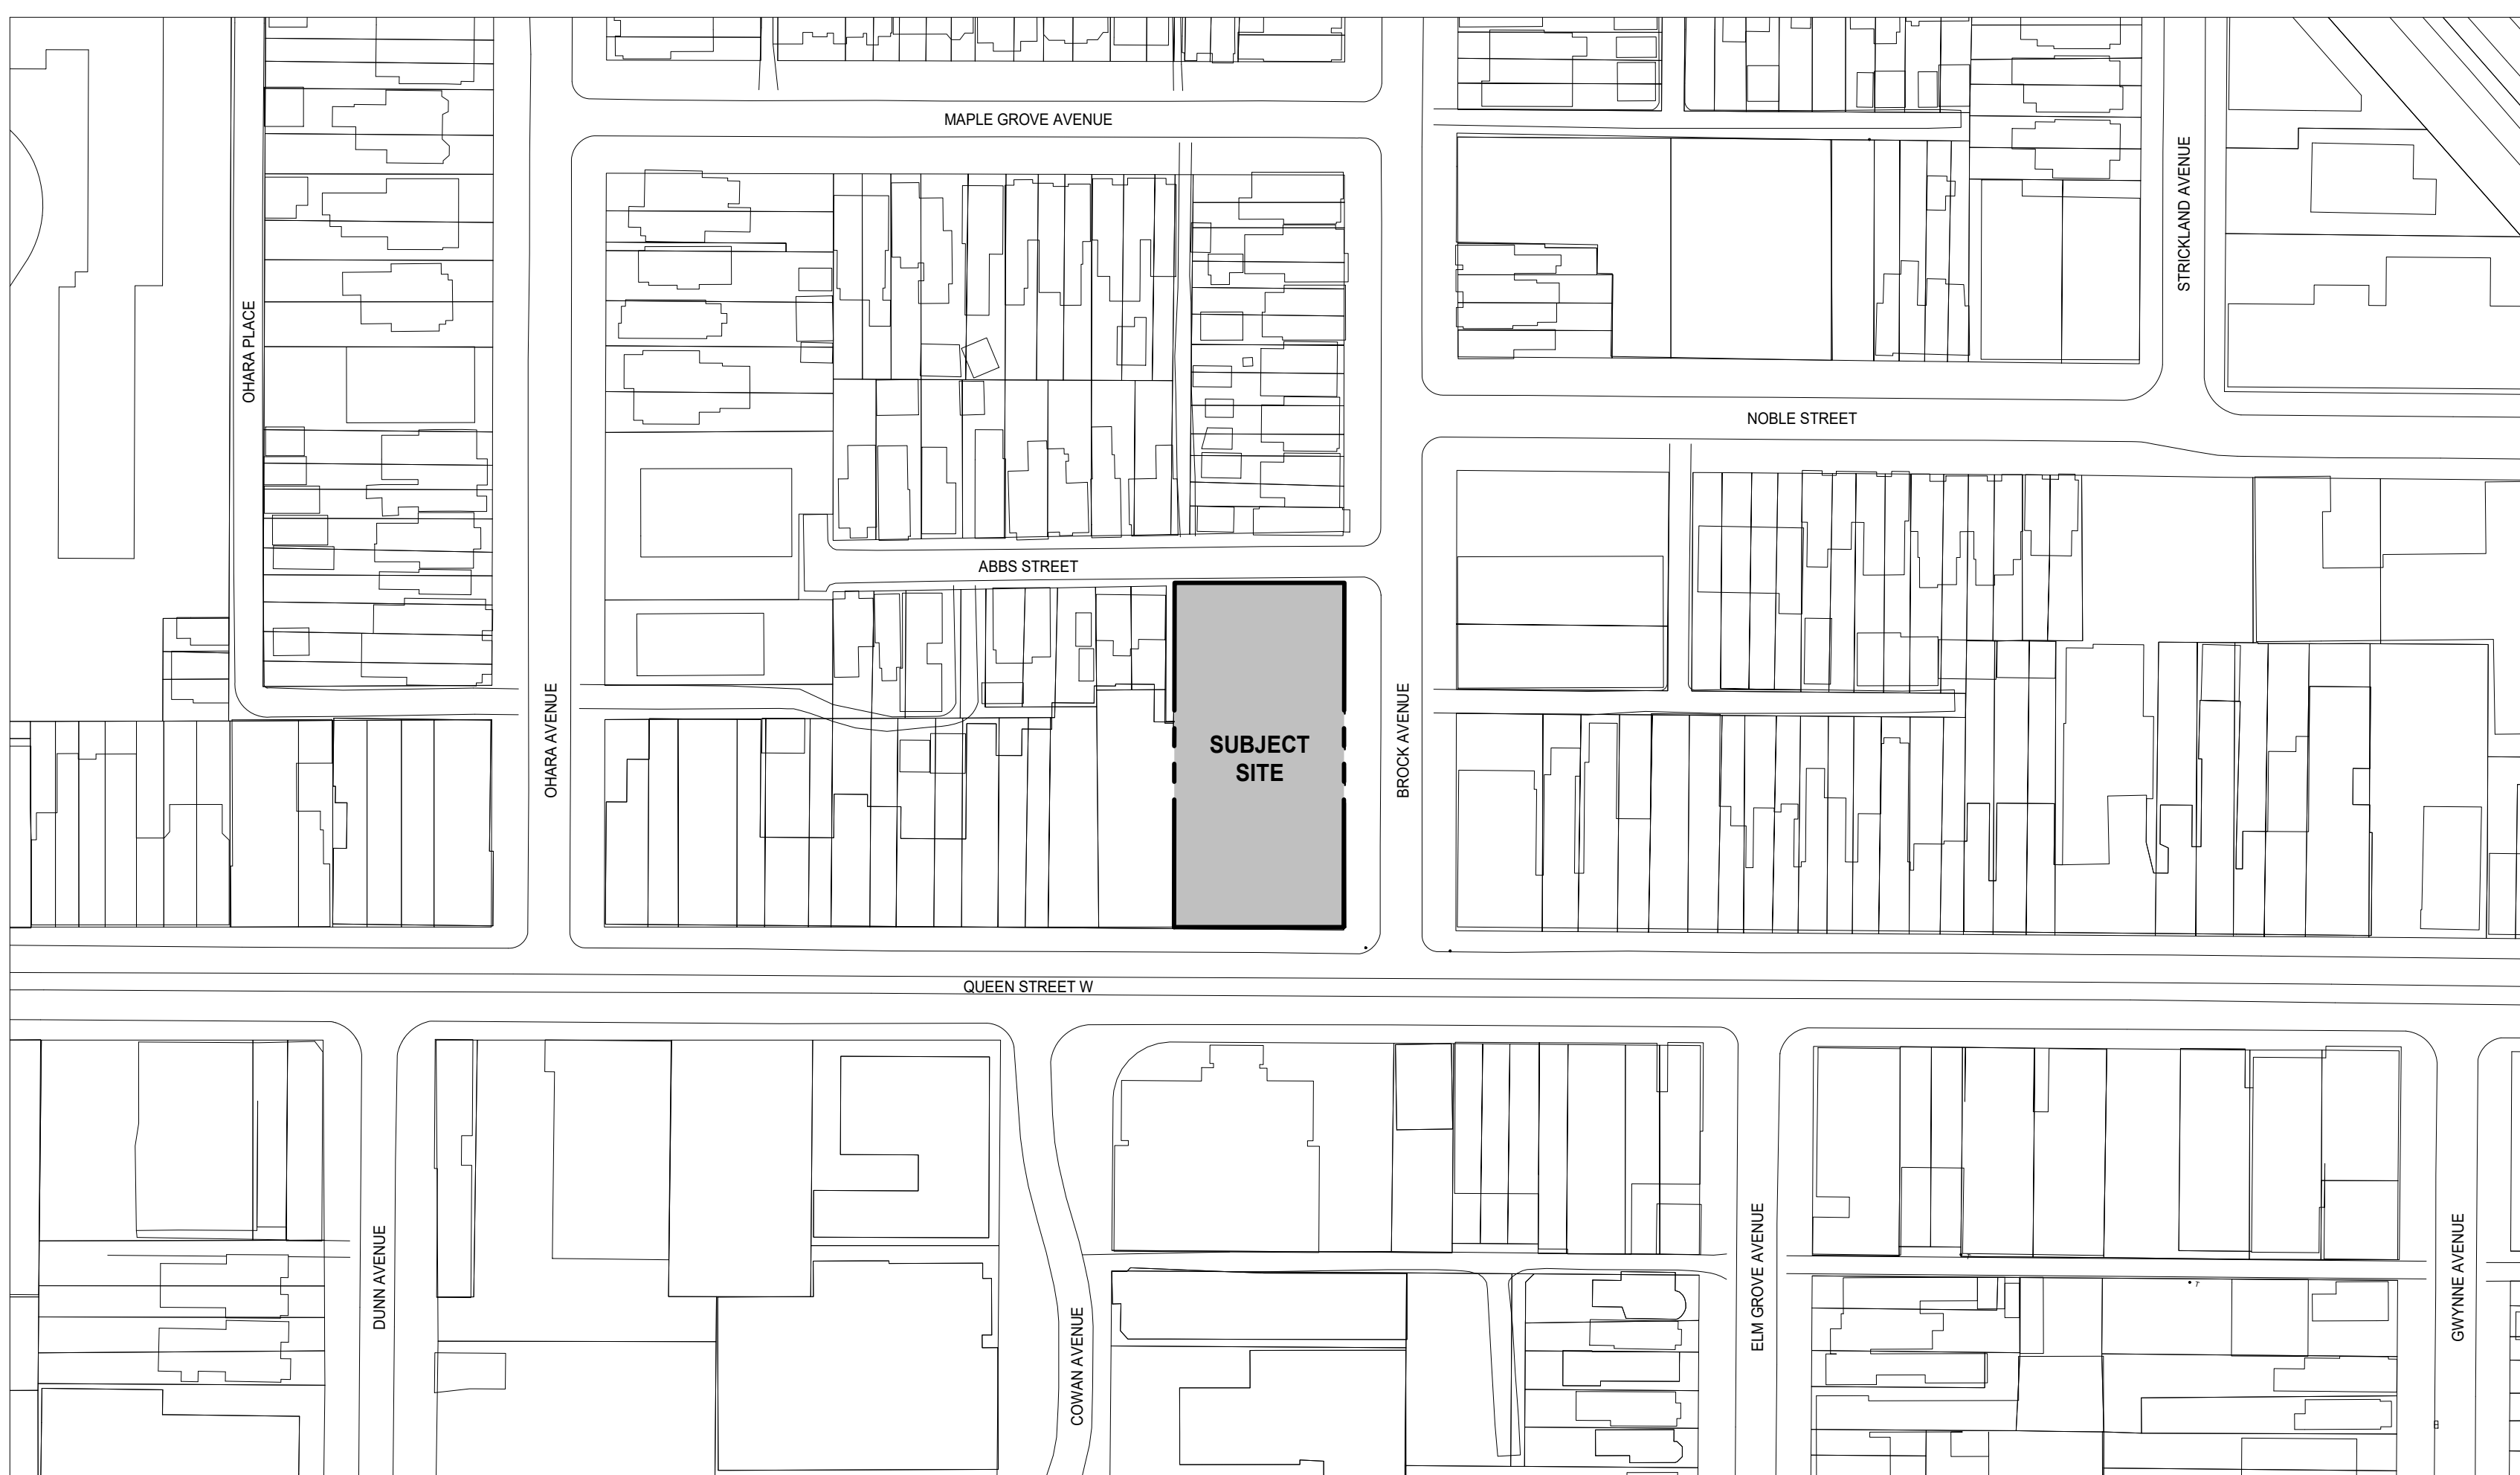 MAPLE GROVE AVENUE
STRICKLAND AVENUE
OHARA PLACE
NOBLE STREET
ABBS STREET
OHARA AVENUE
BROCK AVENUE
SUBJECT
SITE
QUEEN STREET W
DUNN AVENUE
COWAN AVENUE
ELM GROVE AVENUE
GWYNNE AVENUE